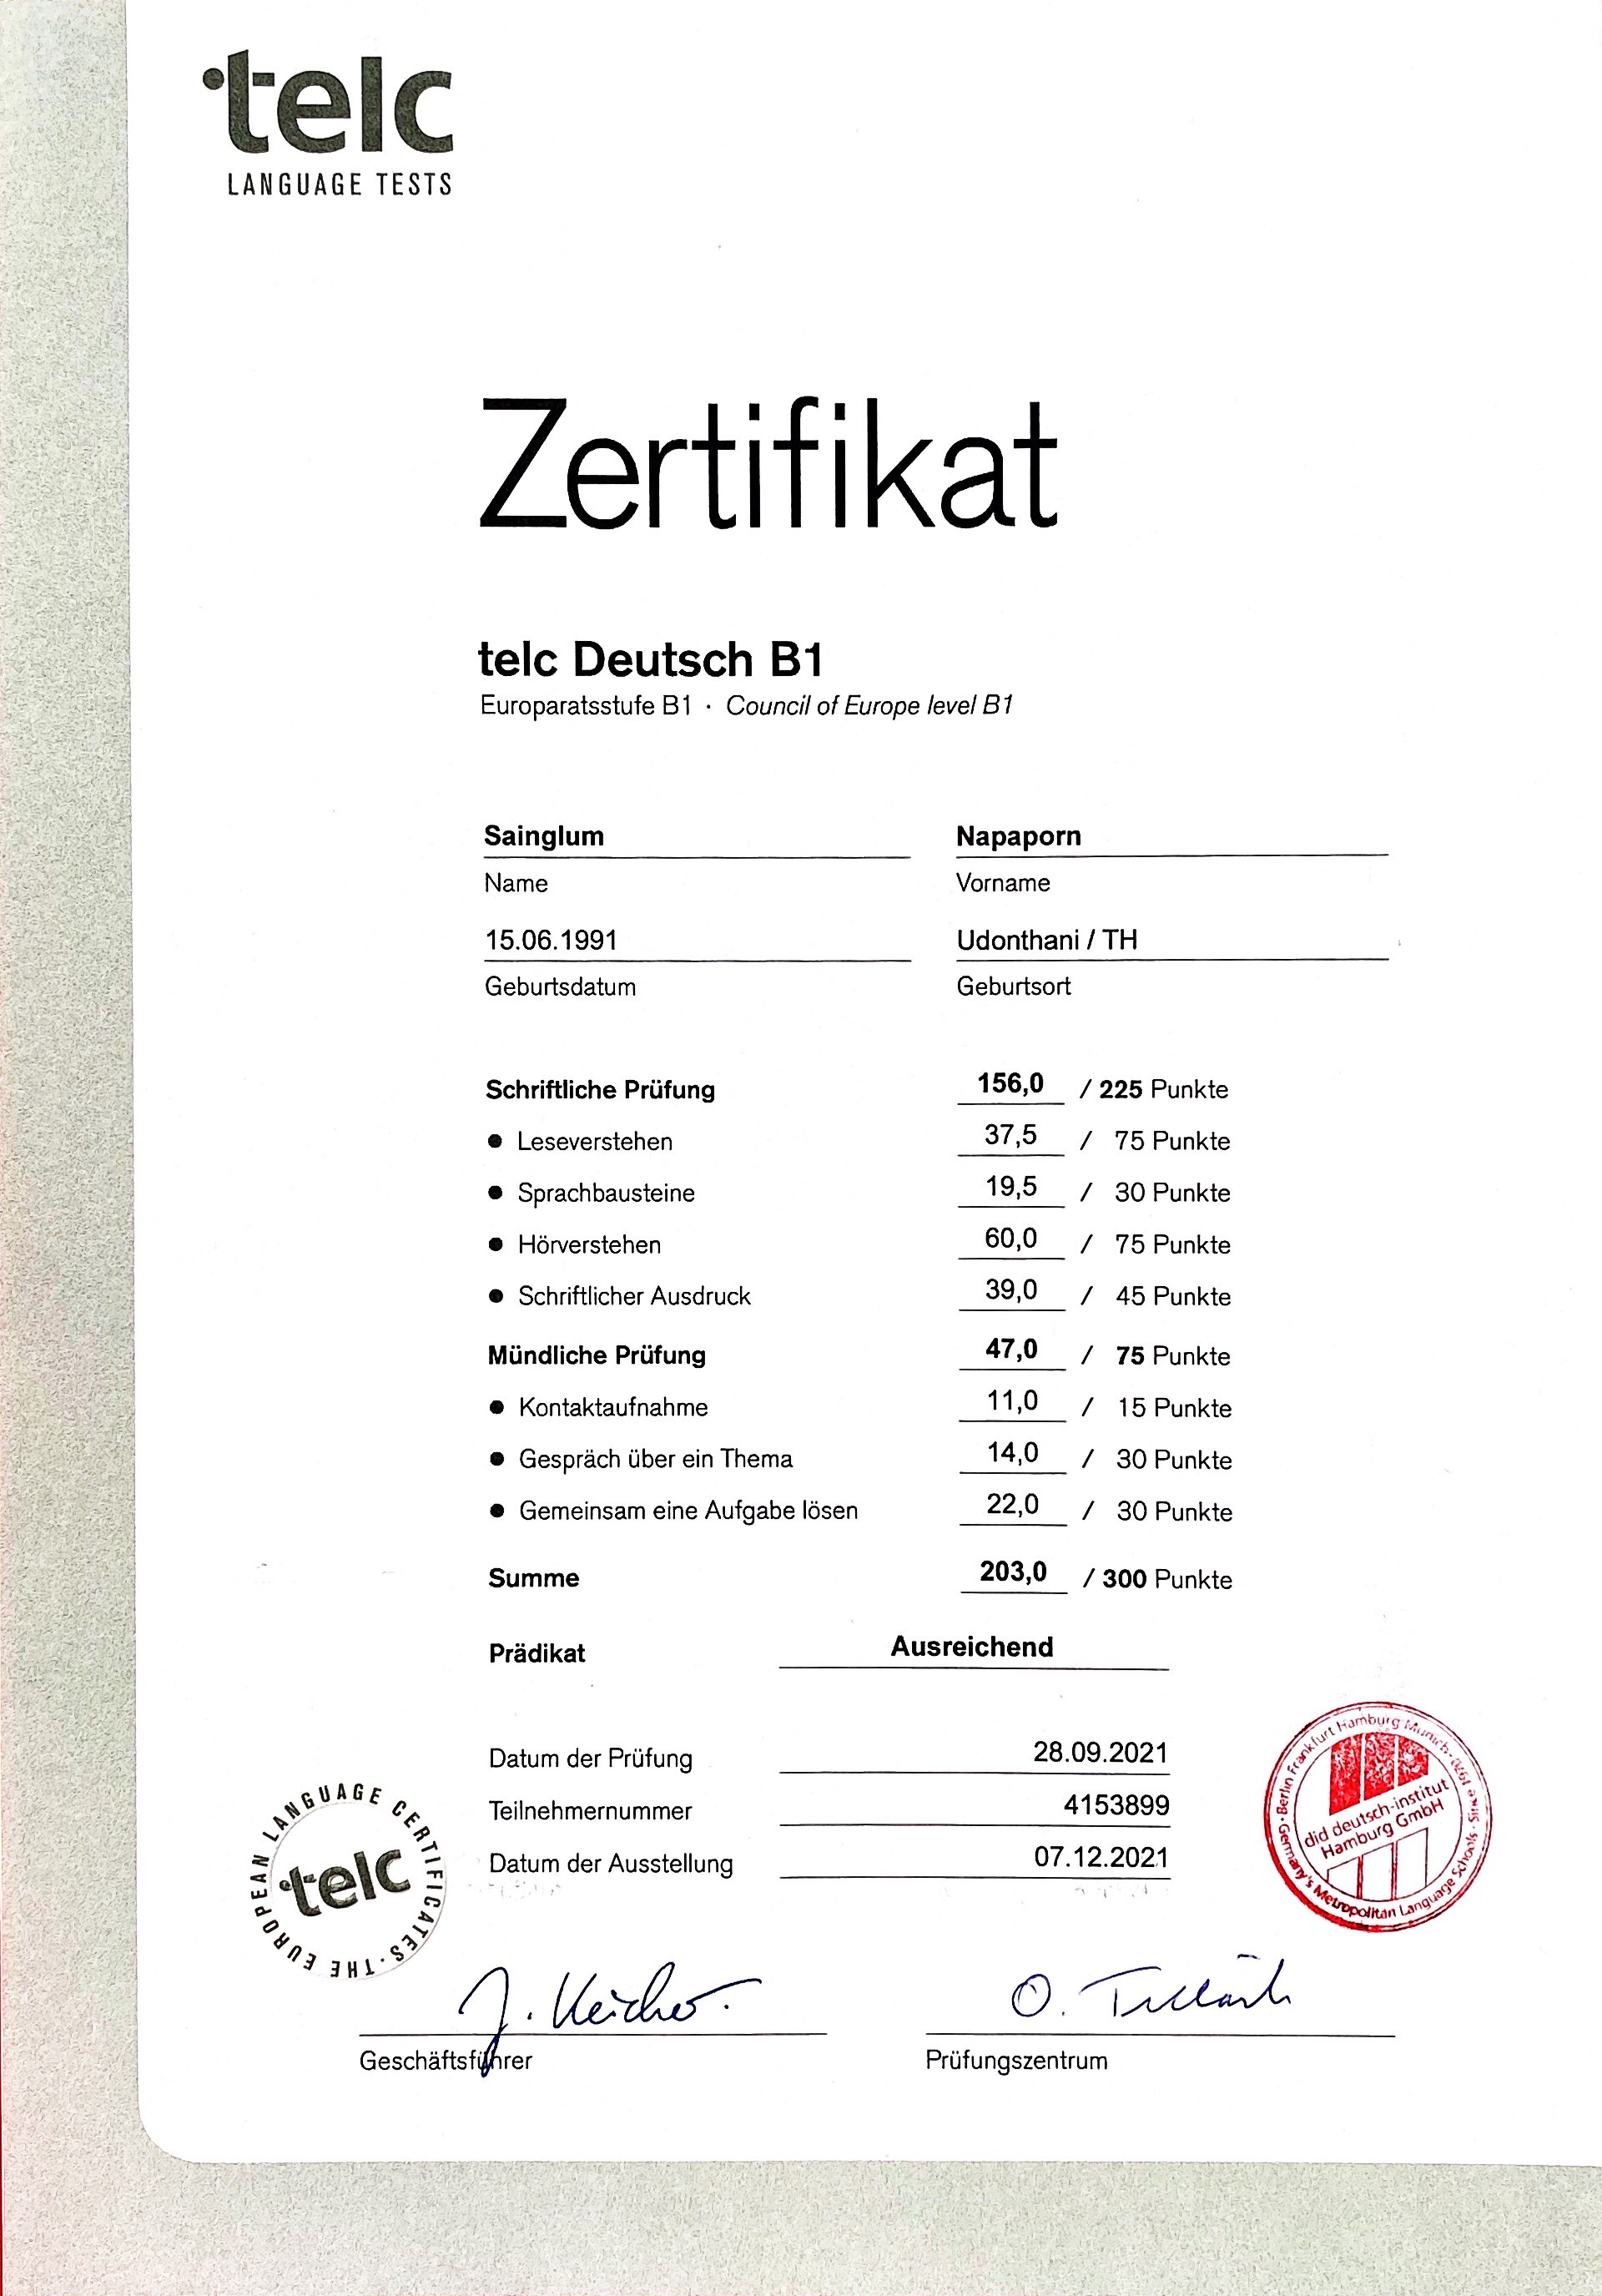 telc
LANGUAGE TESTS
Zertifikat
telc Deutsch B1
Europaratsstufe B1 · Council of Europe level B1
Sainglum Napaporn
Name Vorname
15.06.1991 Udonthani / TH
Geburtsdatum Geburtsort
Schriftliche Prüfung 156,0 / 225 Punkte
● Leseverstehen 37,5 / 75 Punkte
● Sprachbausteine 19,5 / 30 Punkte
● Hörverstehen 60,0 / 75 Punkte
● Schriftlicher Ausdruck 39,0 / 45 Punkte
Mündliche Prüfung 47,0 / 75 Punkte
● Kontaktaufnahme 11,0 / 15 Punkte
● Gespräch über ein Thema 14,0 / 30 Punkte
● Gemeinsam eine Aufgabe lösen 22,0 / 30 Punkte
Summe 203,0 / 300 Punkte
Prädikat Ausreichend
Datum der Prüfung 28.09.2021
Teilnehmernummer 4153899
Datum der Ausstellung 07.12.2021
THE EUROPEAN LANGUAGE CERTIFICATES
telc
Berlin Frankfurt Hamburg Munich
did deutsch-institut
Hamburg GmbH
Germany's Metropolitan Language Schools
J.
O.
Geschäftsführer Prüfungszentrum